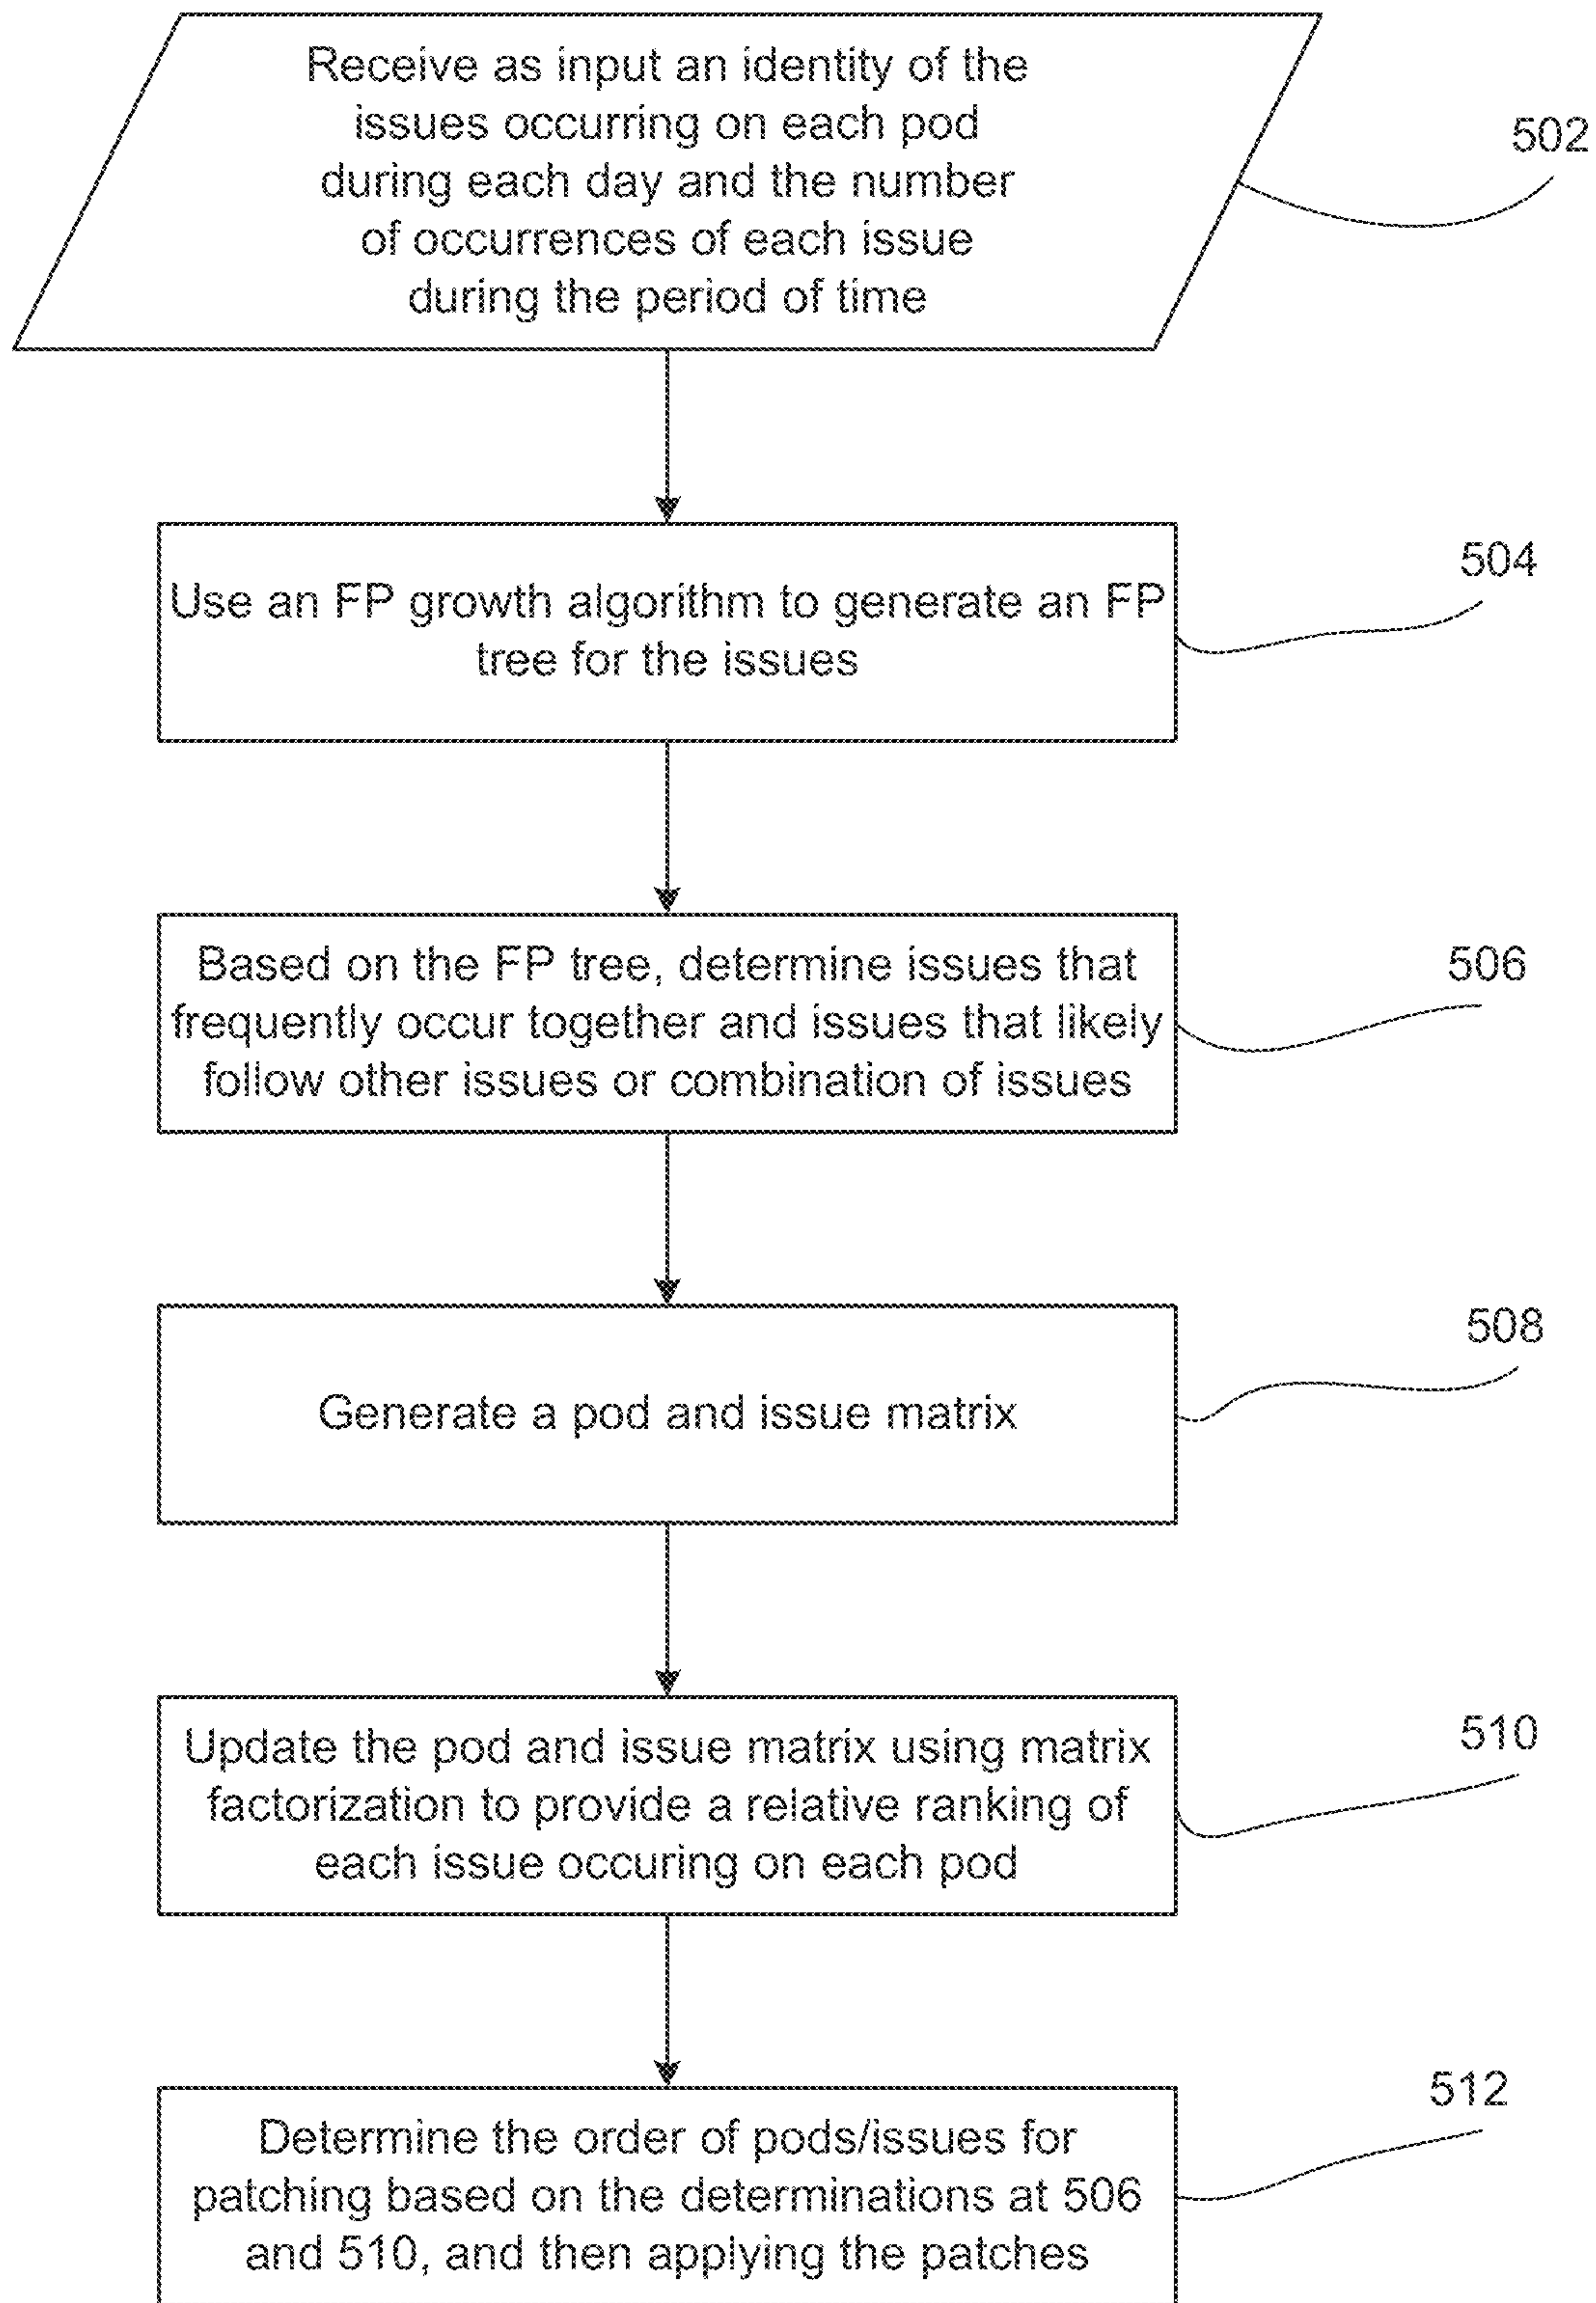 Receive as input an identity of the
issues occurring on each pod
during each day and the number
of occurrences of each issue
during the period of time
502
Use an FP growth algorithm to generate an FP
tree for the issues
504
Based on the FP tree, determine issues that
frequently occur together and issues that likely
follow other issues or combination of issues
506
Generate a pod and issue matrix
508
Update the pod and issue matrix using matrix
factorization to provide a relative ranking of
each issue occuring on each pod
510
Determine the order of pods/issues for
patching based on the determinations at 506
and 510, and then applying the patches
512